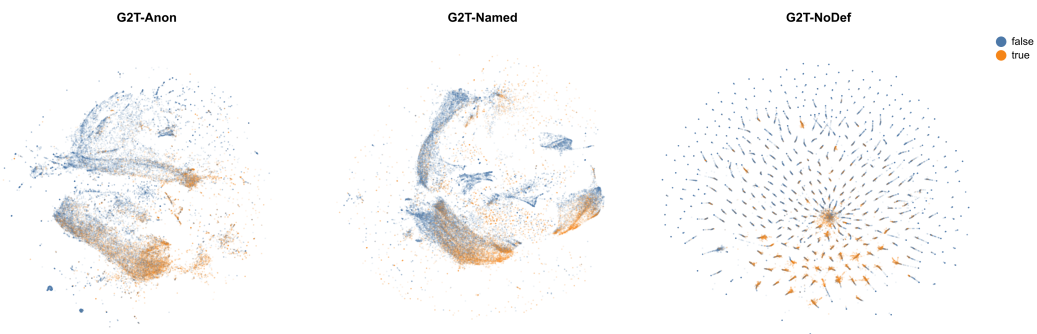 G2T-Anon
G2T-Named
G2T-NoDef
false
true